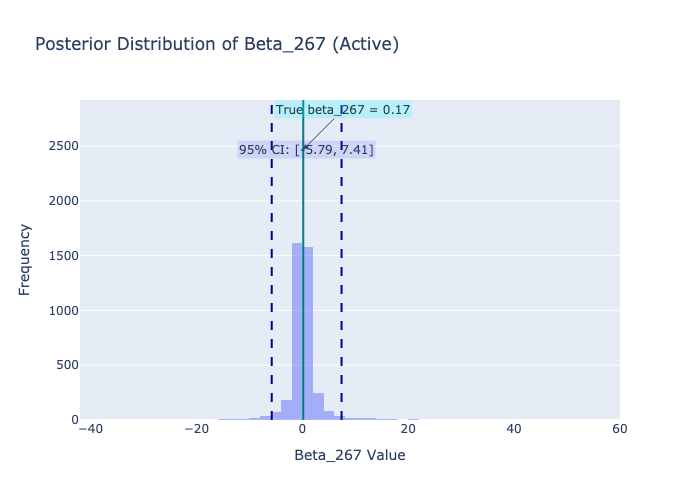 Posterior Distribution of Beta_267 (Active)
True beta_267 = 0.17
95% CI: [-5.79, 7.41]
2500
2000
1500
1000
500
0
Frequency
−40
−20
0
20
40
60
Beta_267 Value